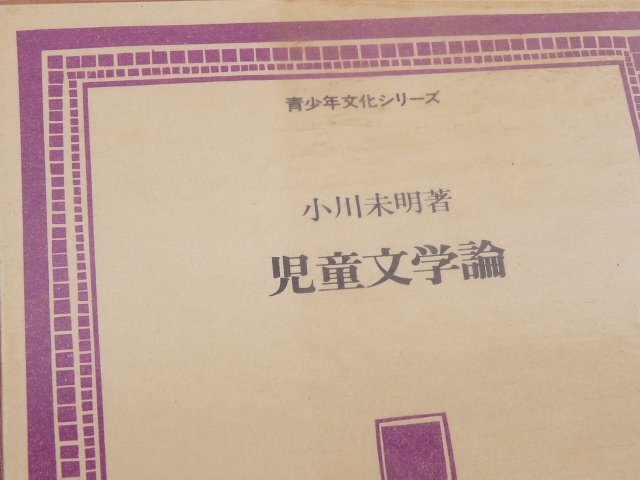 青少年文化シリーズ
小川未明著
児童文学論